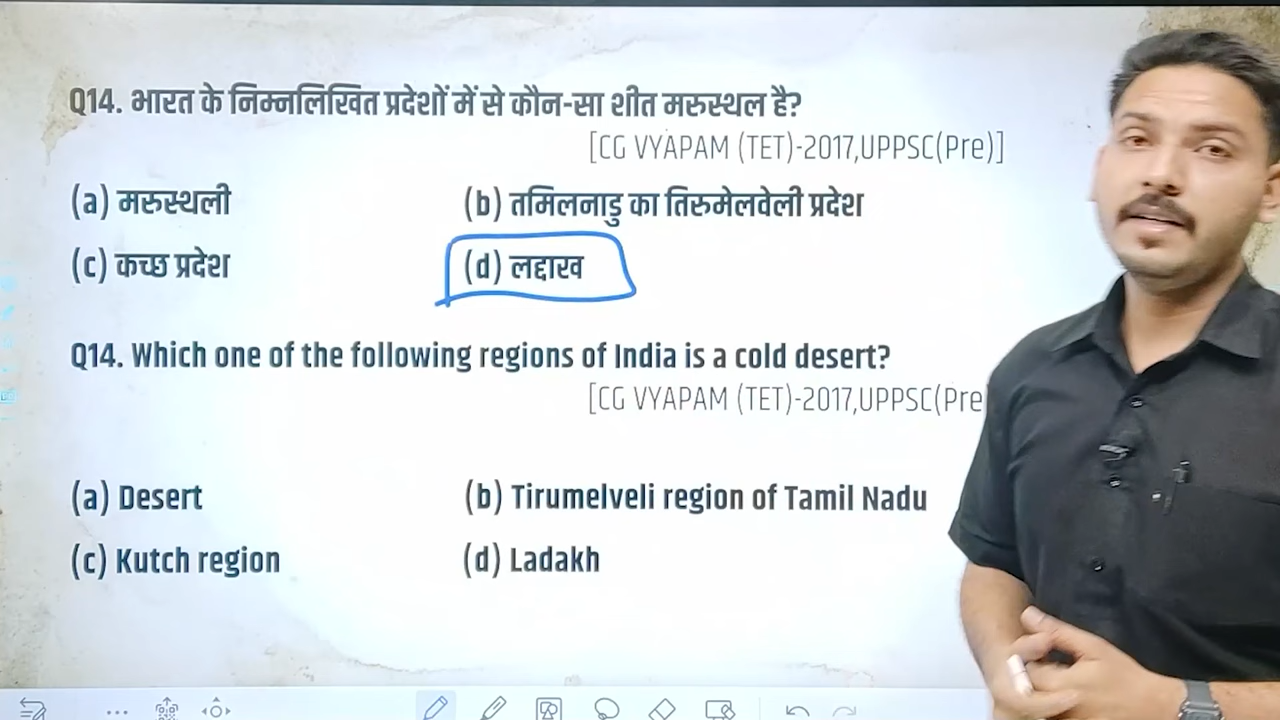 Q14. भारत के निम्नलिखित प्रदेशों में से कौन-सा शीत मरुस्थल है?
[CG VYAPAM (TET)-2017,UPPSC(Pre)]
(a) मरुस्थली (b) तमिलनाडु का तिरुमेलवेली प्रदेश
(c) कच्छ प्रदेश (d) लद्दाख
Q14. Which one of the following regions of India is a cold desert?
[CG VYAPAM (TET)-2017,UPPSC(Pre
(a) Desert (b) Tirumelveli region of Tamil Nadu
(c) Kutch region (d) Ladakh